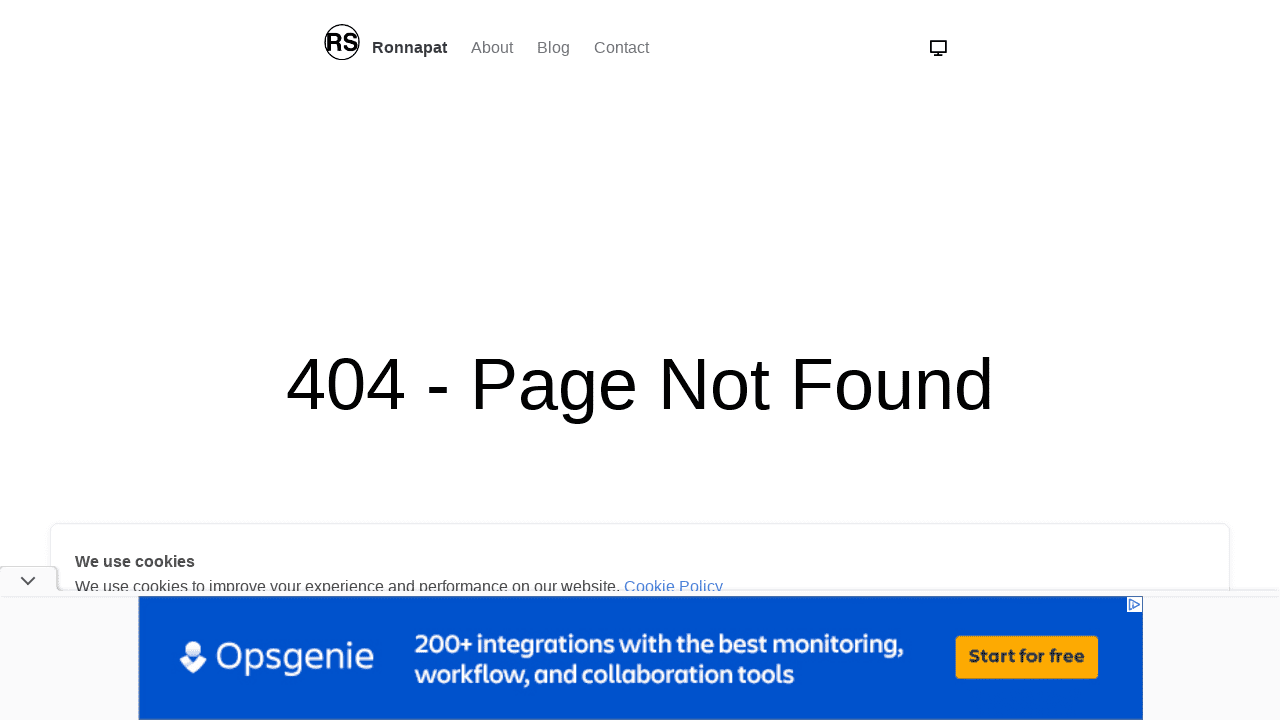 RS Ronnapat About Blog Contact
404 - Page Not Found
We use cookies
We use cookies to improve your experience and performance on our website. Cookie Policy
Opsgenie
200+ integrations with the best monitoring,
workflow, and collaboration tools
Start for free